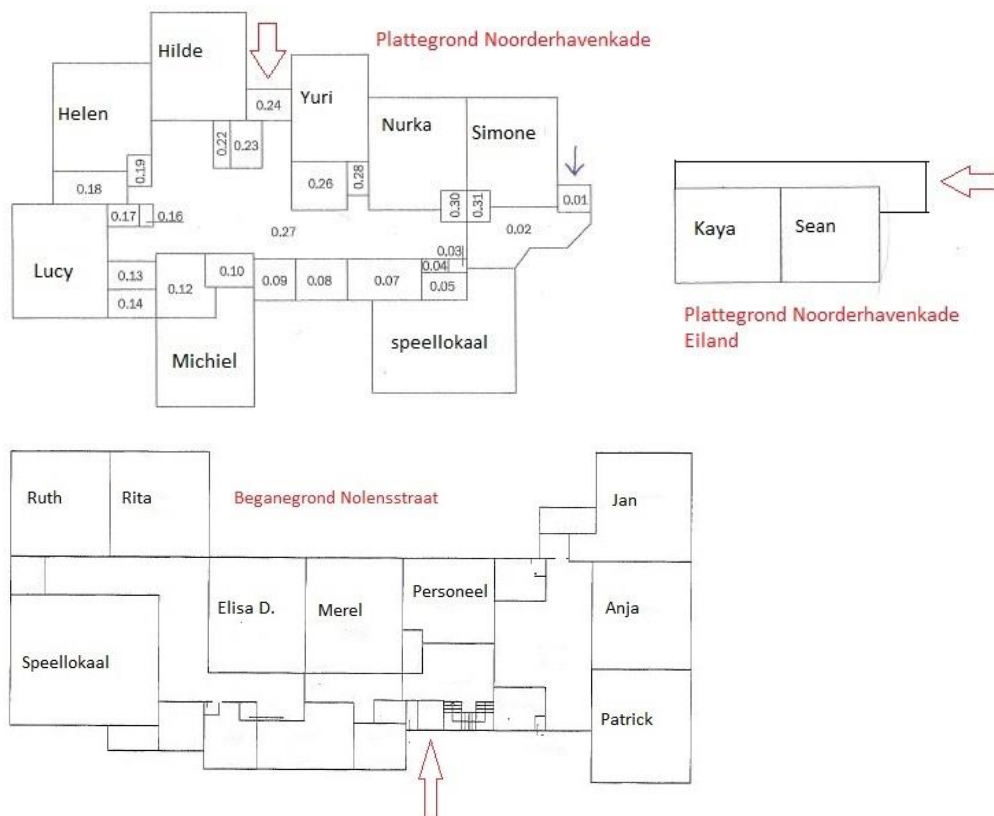 Plattegrond Noorderhavenkade
Hilde
Helen
0.24
Yuri
Nurka
Simone
0.22
0.23
0.19
0.18
0.26
0.28
0.30
0.31
0.01
0.17
0.16
0.27
0.02
Lucy
0.13
0.14
0.12
0.10
0.09
0.08
0.07
0.03
0.04
0.05
Michiel
speellokaal
Kaya
Sean
Plattegrond Noorderhavenkade
Eiland
Beganegrond Nolensstraat
Ruth
Rita
Jan
Elisa D.
Merel
Personeel
Anja
Speellokaal
Patrick